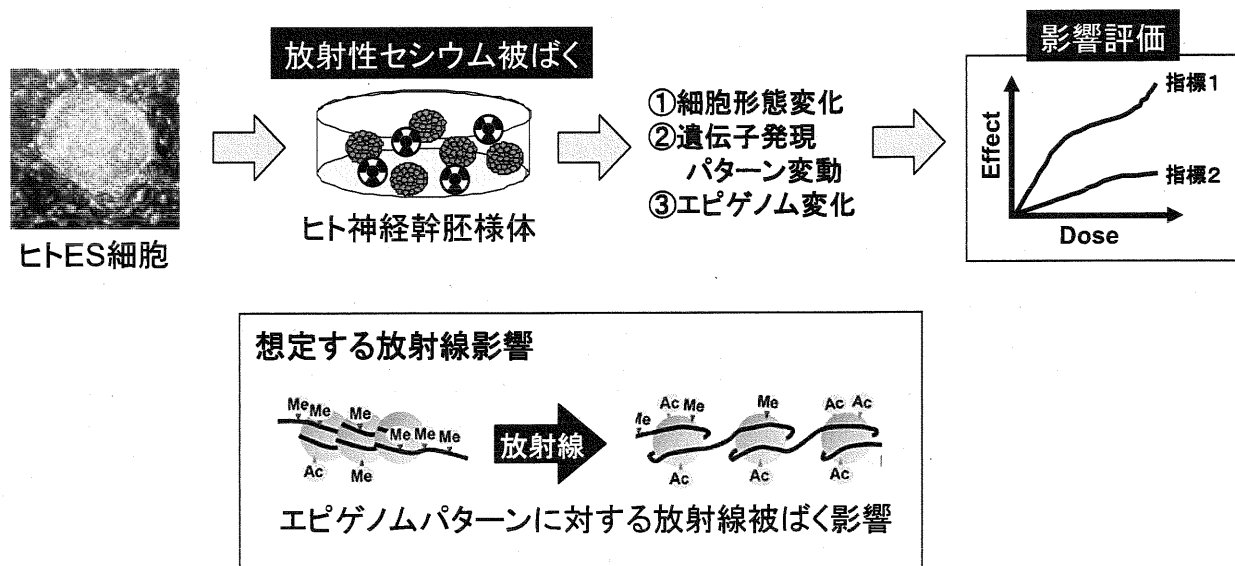 放射性セシウム被ばく
影響評価
ヒトES細胞
ヒト神経幹胚様体
①細胞形態変化
②遺伝子発現
パターン変動
③エピゲノム変化
Effect
指標1
指標2
Dose
想定する放射線影響
Me Me Me Me Me Me
Ac Me
放射線
Me Ac Me Me Ac Ac
Ac Ac Ac
エピゲノムパターンに対する放射線被ばく影響